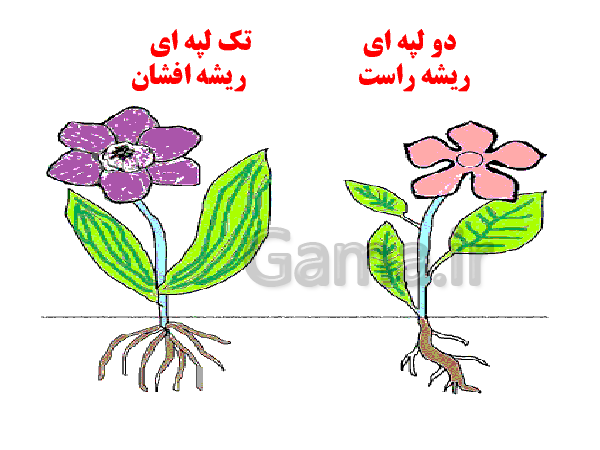 دو لپه ای
ریشه راست
تک لپه ای
ریشه افشان
Gama.ir